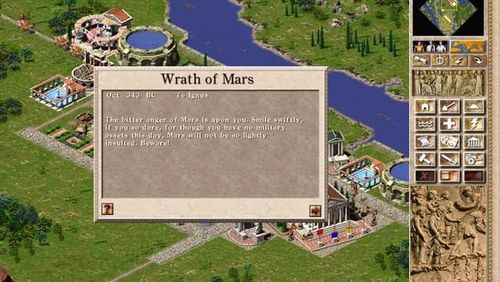 Wrath of Mars
Oct 343 BC To Ignus
The bitter anger of Mars is upon you. Smile swiftly,
if you so dare, for though you have no military
assets this day, Mars will not be so lightly
insulted. Beware!
?